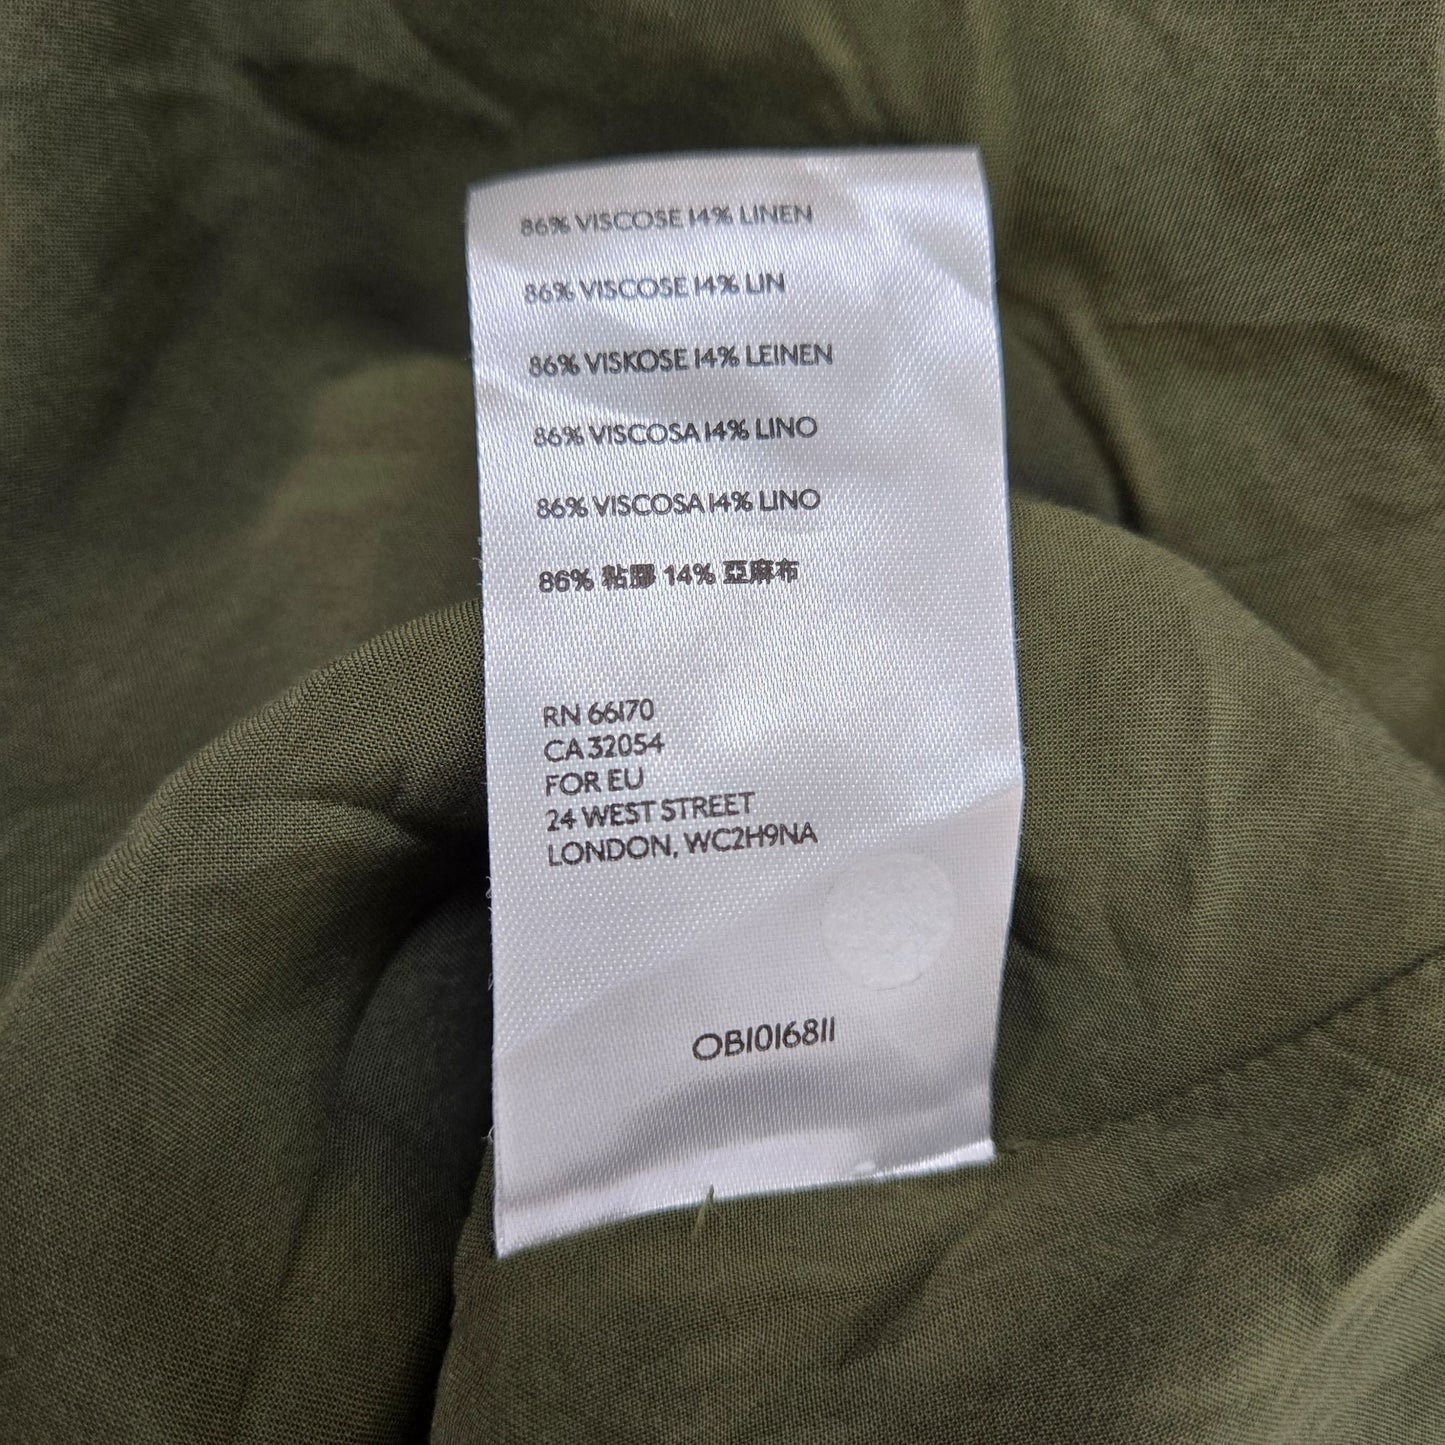 86% VISCOSE 14% LINEN
86% VISCOSE 14% LIN
86% VISKOSE 14% LEINEN
86% VISCOSA 14% LINO
86% VISCOSA 14% LINO
86% 粘膠 14% 亞麻布
RN 66170
CA 32054
FOR EU
24 WEST STREET
LONDON, WC2H9NA
OB1016811